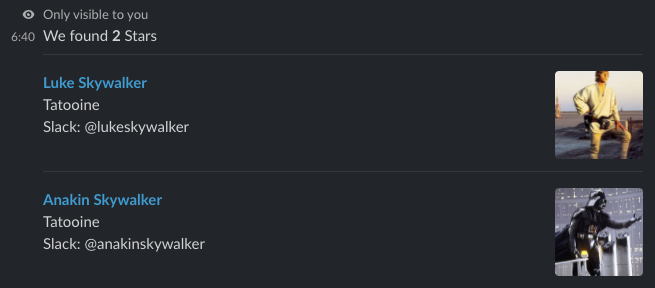 Only visible to you
6:40 We found 2 Stars
Luke Skywalker
Tatooine
Slack: @lukeskywalker
Anakin Skywalker
Tatooine
Slack: @anakinskywalker